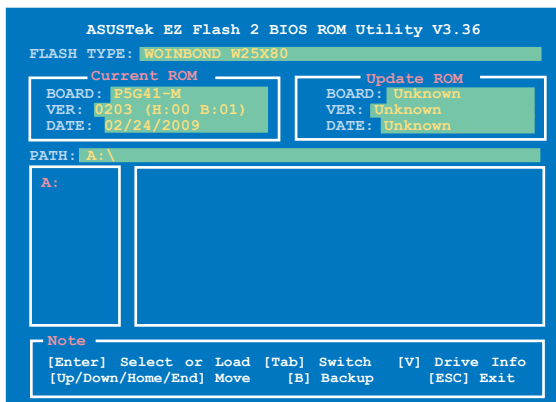 ASUSTek EZ Flash 2 BIOS ROM Utility V3.36
FLASH TYPE: WOINBOND W25X80
Current ROM
BOARD: P5G41-M
VER: 0203 (H:00 B:01)
DATE: 02/24/2009
Update ROM
BOARD: Unknown
VER: Unknown
DATE: Unknown
PATH: A:\
A:
Note
[Enter] Select or Load [Tab] Switch [V] Drive Info
[Up/Down/Home/End] Move [B] Backup [ESC] Exit